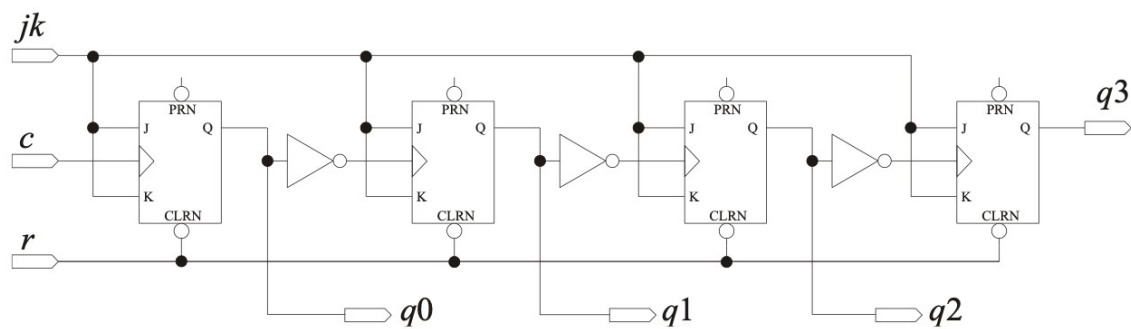 jk
PRN PRN PRN PRN
q3
J Q J Q J Q J Q
c
K K K K
CLRN CLRN CLRN CLRN
r
q0 q1 q2